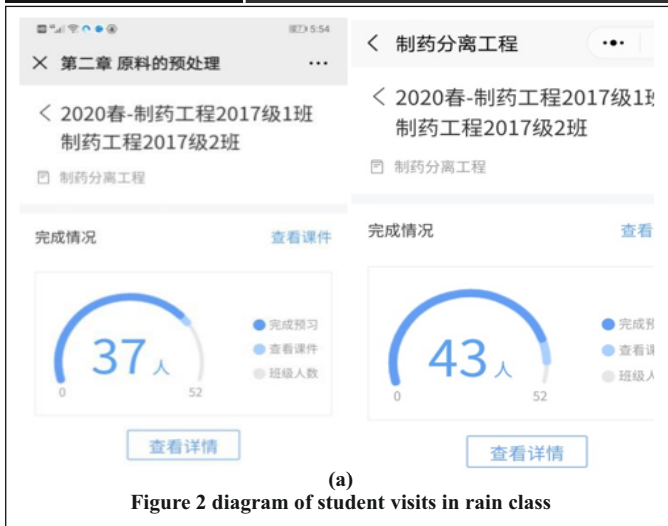 5:54
第二章 原料的预处理
2020春-制药工程2017级1班
制药工程2017级2班
制药分离工程
完成情况
查看课件
37人
0
52
完成预习
查看课件
班级人数
查看详情
制药分离工程
2020春-制药工程2017级1
制药工程2017级2班
制药分离工程
完成情况
查看
43人
0
52
完成
查看
班级
查看详情
(a)
Figure 2 diagram of student visits in rain class